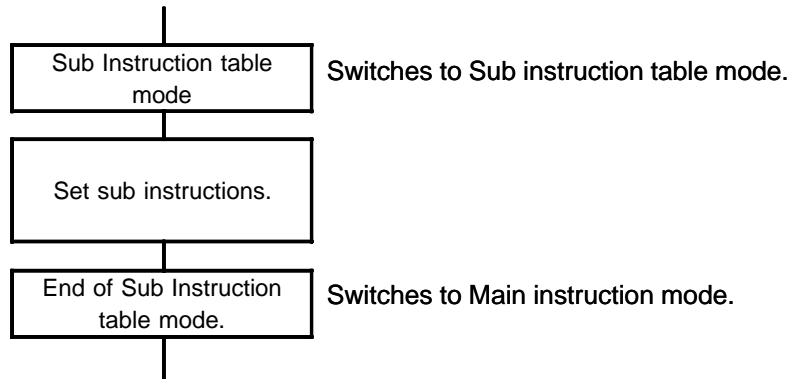 Sub Instruction table
mode
Switches to Sub instruction table mode.
Set sub instructions.
End of Sub Instruction
table mode.
Switches to Main instruction mode.